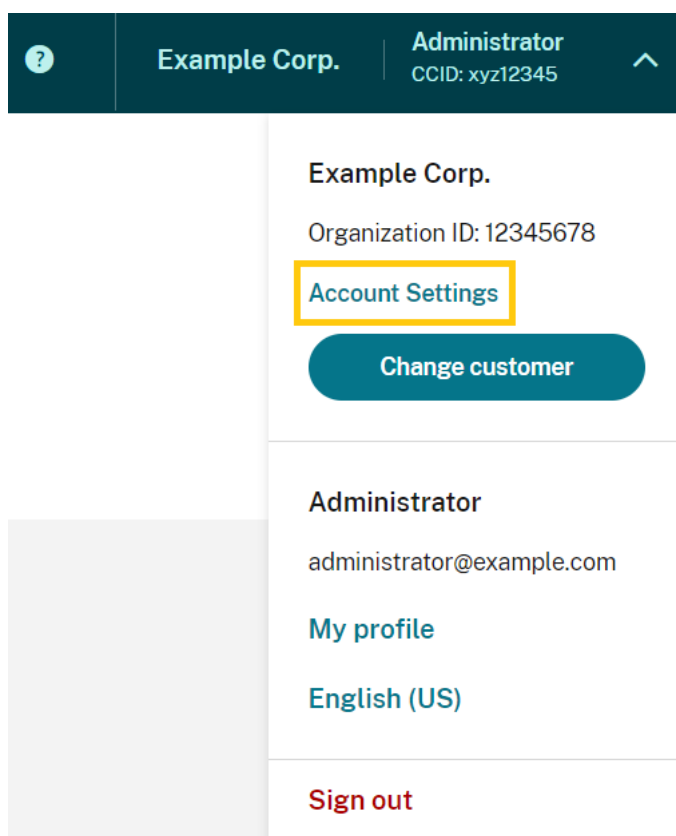 ?
Example Corp.
Administrator
CCID: xyz12345
Example Corp.
Organization ID: 12345678
Account Settings
Change customer
Administrator
administrator@example.com
My profile
English (US)
Sign out